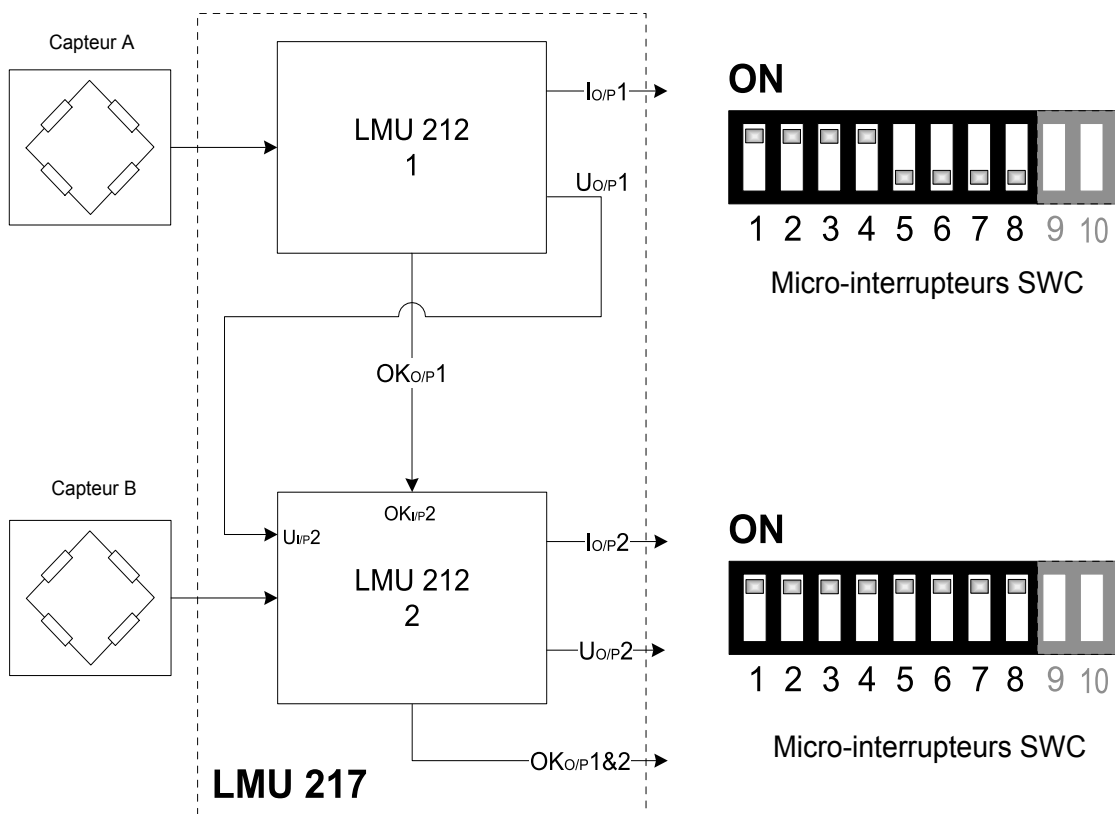 Capteur A
LMU 212
1
IO/P1
UO/P1
OKO/P1
ON
1 2 3 4 5 6 7 8 9 10
Micro-interrupteurs SWC
Capteur B
UI/P2
OKI/P2
LMU 212
2
IO/P2
UO/P2
OKO/P1&2
LMU 217
ON
1 2 3 4 5 6 7 8 9 10
Micro-interrupteurs SWC